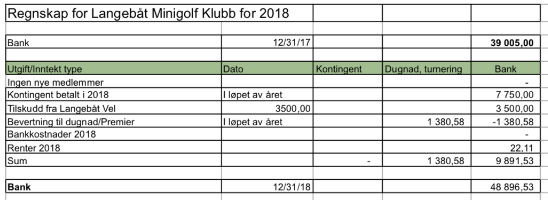 Regnskap for Langebåt Minigolf Klubb for 2018
Bank 12/31/17 39 005,00
Utgift/Inntekt type Dato Kontingent Dugnad, turnering Bank
Ingen nye medlemmer -
Kontingent betalt i 2018 I løpet av året 7 750,00
Tilskudd fra Langebåt Vel 3500,00 3 500,00
Bevertning til dugnad/Premier I løpet av året 1 380,58 -1 380,58
Bankkostnader 2018 -
Renter 2018 22,11
Sum - 1 380,58 9 891,53
Bank 12/31/18 48 896,53